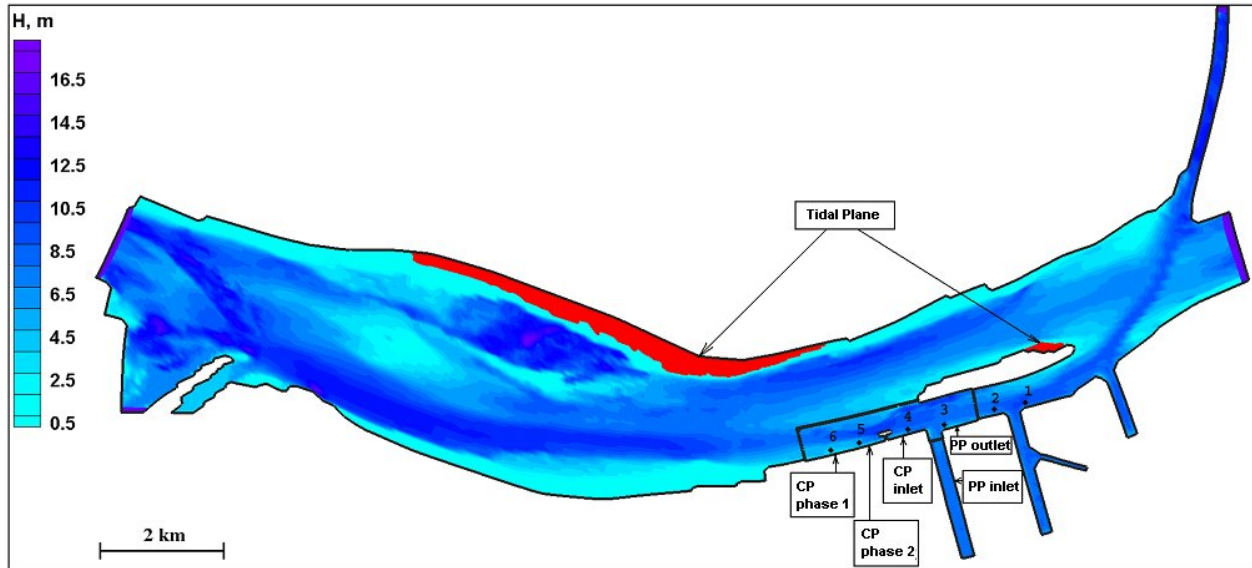 H, m
16.5
14.5
12.5
10.5
8.5
6.5
4.5
2.5
0.5
Tidal Plane
1
2
3
4
5
6
PP outlet
CP
inlet
PP inlet
CP
phase 1
CP
phase 2
2 km